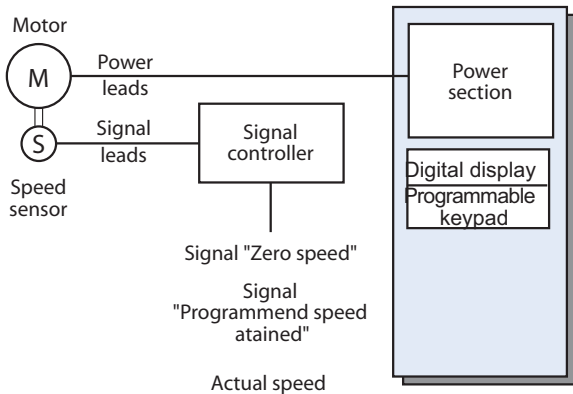 Motor
M
Power
leads
Power
section
S
Signal
leads
Signal
controller
Speed
sensor
Digital display
Programmable
keypad
Signal "Zero speed"
Signal
"Programmend speed
atained"
Actual speed